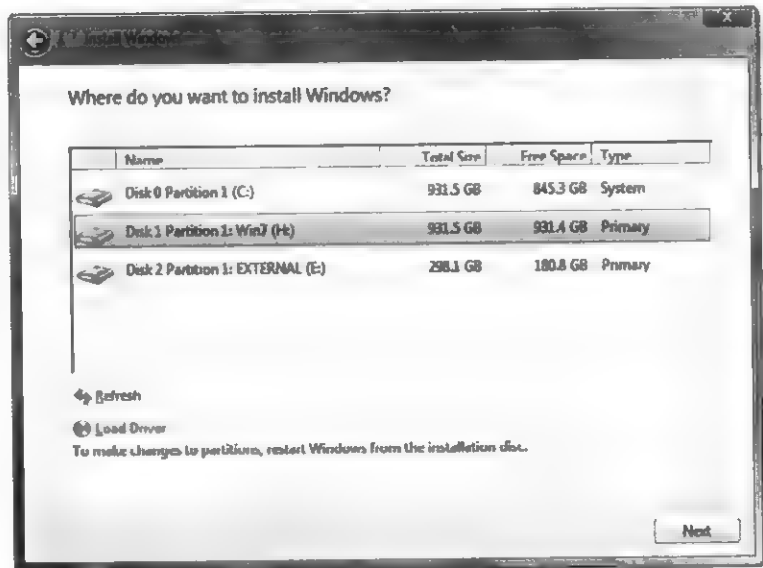 Install Windows
Where do you want to install Windows?
Name Total Size Free Space Type
Disk 0 Partition 1 (C:) 931.5 GB 845.3 GB System
Disk 1 Partition 1: Win7 (H:) 931.5 GB 931.4 GB Primary
Disk 2 Partition 1: EXTERNAL (E:) 298.1 GB 180.8 GB Primary
Refresh
Load Driver
To make changes to partitions, restart Windows from the installation disc.
Next